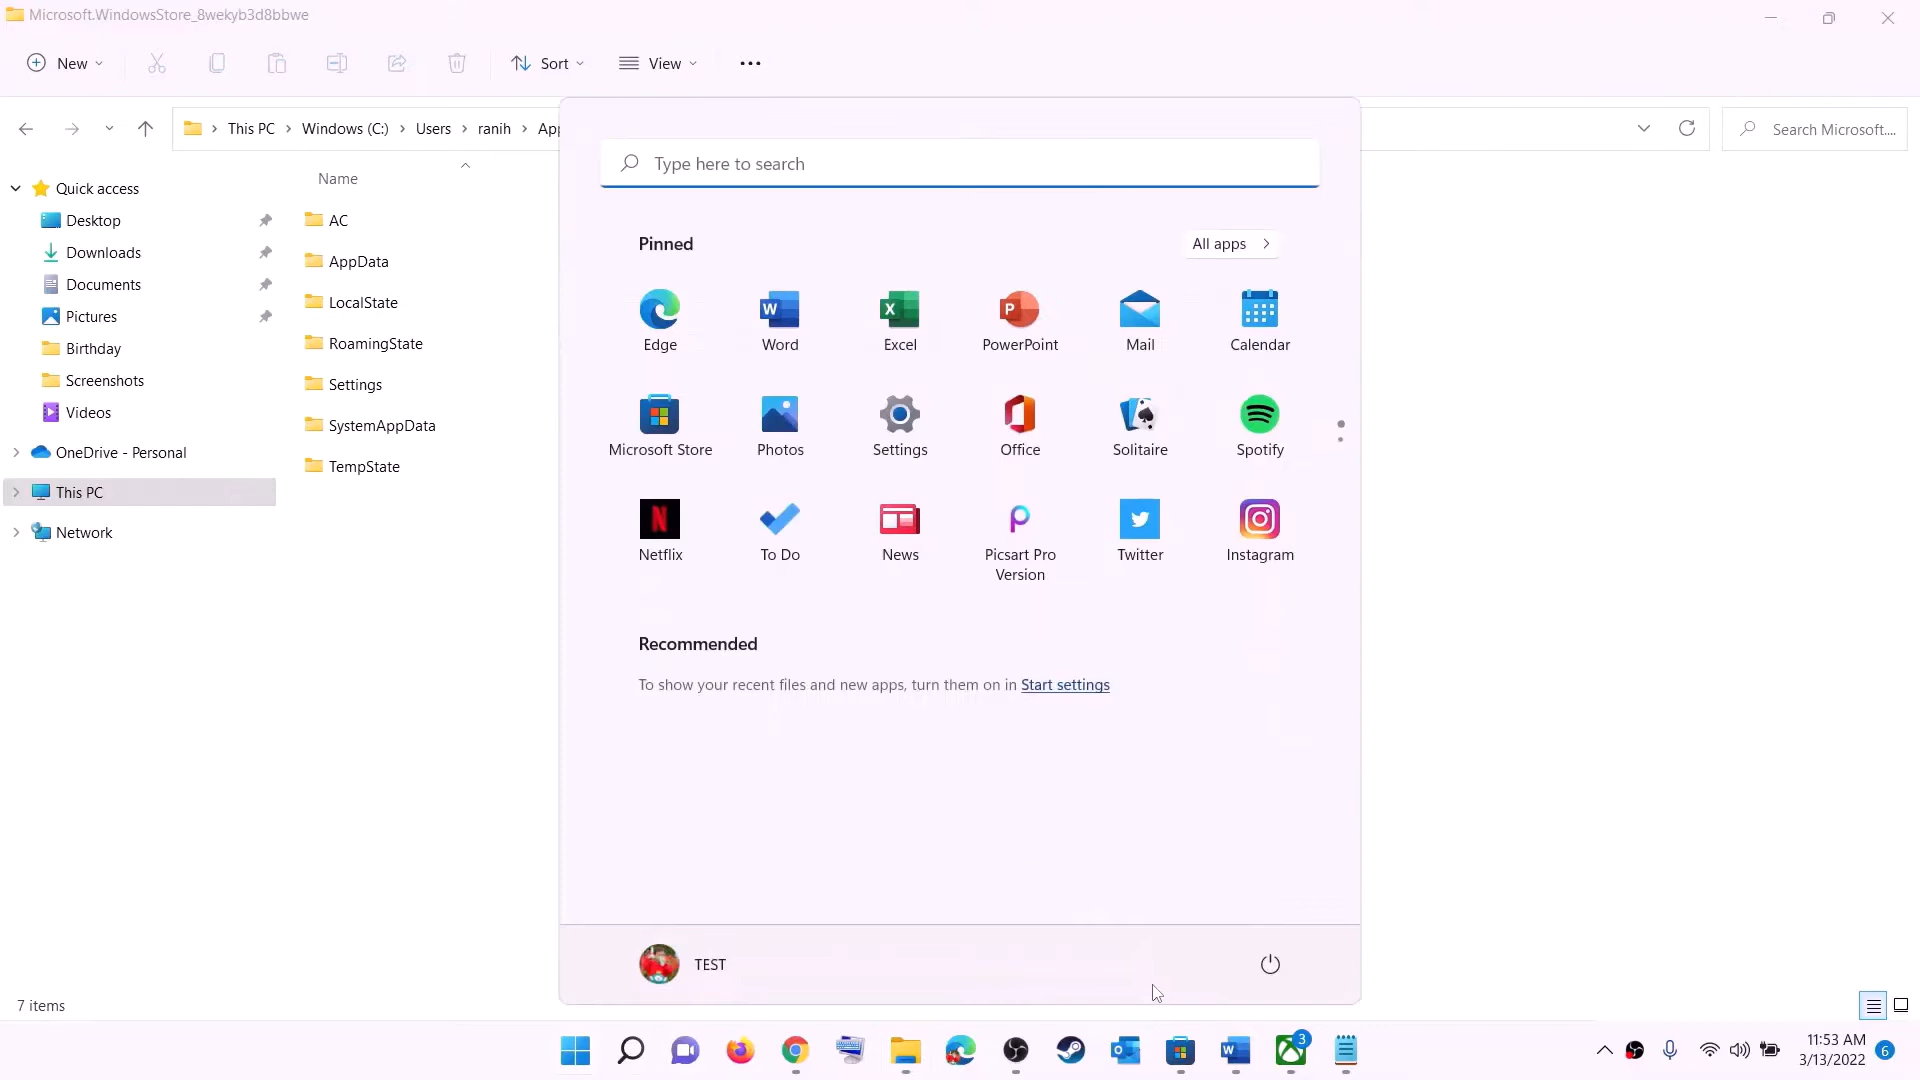 Microsoft.WindowsStore_8wekyb3d8bbwe
New
Sort
View
This PC
Windows (C:)
Users
ranih
Search Microsoft....
Name
Quick access
Desktop
Downloads
Documents
Pictures
Birthday
Screenshots
Videos
OneDrive - Personal
This PC
Network
AC
AppData
LocalState
RoamingState
Settings
SystemAppData
TempState
Type here to search
Pinned
All apps
Edge
Word
Excel
PowerPoint
Mail
Calendar
Microsoft Store
Photos
Settings
Office
Solitaire
Spotify
Netflix
To Do
News
Picsart Pro
Version
Twitter
Instagram
Recommended
To show your recent files and new apps, turn them on in Start settings
TEST
7 items
3
11:53 AM
3/13/2022
6